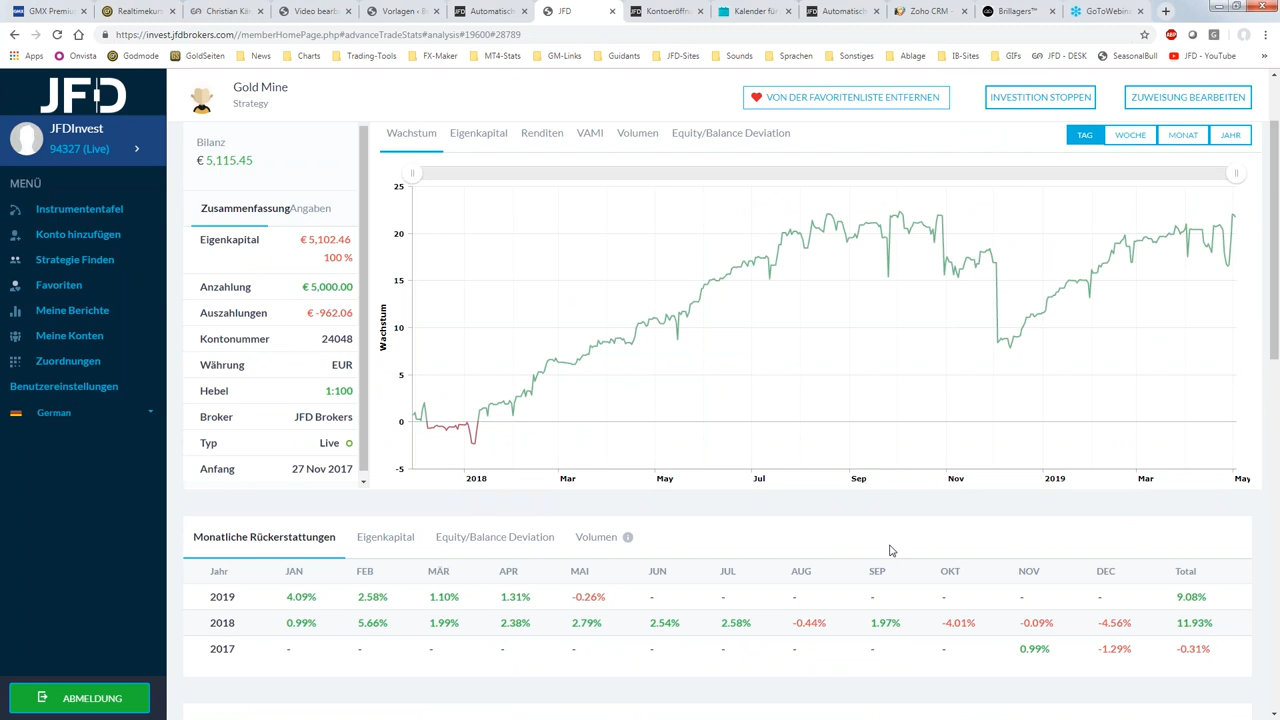 GMX Premiu
Realtimekurs
Christian Kä
Video bearbe
Vorlagen - B
Automatisch
JFD
Kontoeröffn
Kalender für
Automatisch
Zoho CRM -
Brillagers™
GoToWebina
https://invest.jfdbrokers.com//memberHomePage.php#advanceTradeStats#analysis#19600#28789
Apps
Onvista
Godmode
GoldSeiten
News
Charts
Trading-Tools
FX-Maker
MT4-Stats
GM-Links
Guidants
JFD-Sites
Sounds
Sprachen
Sonstiges
Ablage
IB-Sites
GIFs
JFD - DESK
SeasonalBull
JFD - YouTube
JFD
JFDInvest
94327 (Live)
MENÜ
Instrumententafel
Konto hinzufügen
Strategie Finden
Favoriten
Meine Berichte
Meine Konten
Zuordnungen
Benutzereinstellungen
German
ABMELDUNG
Gold Mine
Strategy
VON DER FAVORITENLISTE ENTFERNEN
INVESTITION STOPPEN
ZUWEISUNG BEARBEITEN
Bilanz
€ 5,115.45
Zusammenfassung Angaben
Eigenkapital € 5,102.46
100 %
Anzahlung € 5,000.00
Auszahlungen € -962.06
Kontonummer 24048
Währung EUR
Hebel 1:100
Broker JFD Brokers
Typ Live
Anfang 27 Nov 2017
Wachstum Eigenkapital Renditen VAMI Volumen Equity/Balance Deviation
TAG WOCHE MONAT JAHR
25
20
15
10
5
0
-5
Wachstum
2018 Mar May Jul Sep Nov 2019 Mar May
Monatliche Rückerstattungen Eigenkapital Equity/Balance Deviation Volumen
Jahr JAN FEB MÄR APR MAI JUN JUL AUG SEP OKT NOV DEC Total
2019 4.09% 2.58% 1.10% 1.31% -0.26% - - - - - - - 9.08%
2018 0.99% 5.66% 1.99% 2.38% 2.79% 2.54% 2.58% -0.44% 1.97% -4.01% -0.09% -4.56% 11.93%
2017 - - - - - - - - - - 0.99% -1.29% -0.31%